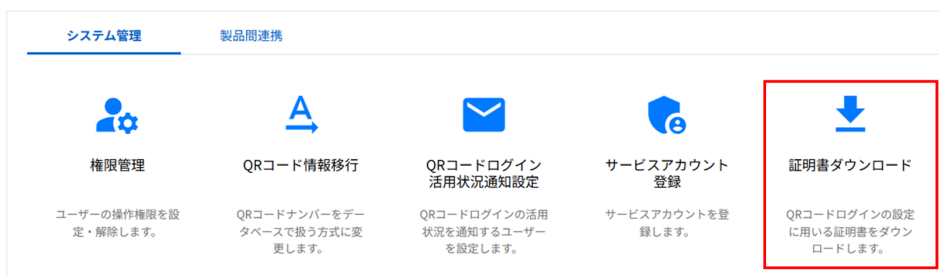 システム管理
製品間連携
権限管理
ユーザーの操作権限を設
定・解除します。
QRコード情報移行
QRコードナンバーをデー
タベースで扱う方式に変
更します。
QRコードログイン
活用状況通知設定
QRコードログインの活用
状況を通知するユーザー
を設定します。
サービスアカウント
登録
サービスアカウントを登
録します。
証明書ダウンロード
QRコードログインの設定
に用いる証明書をダウン
ロードします。